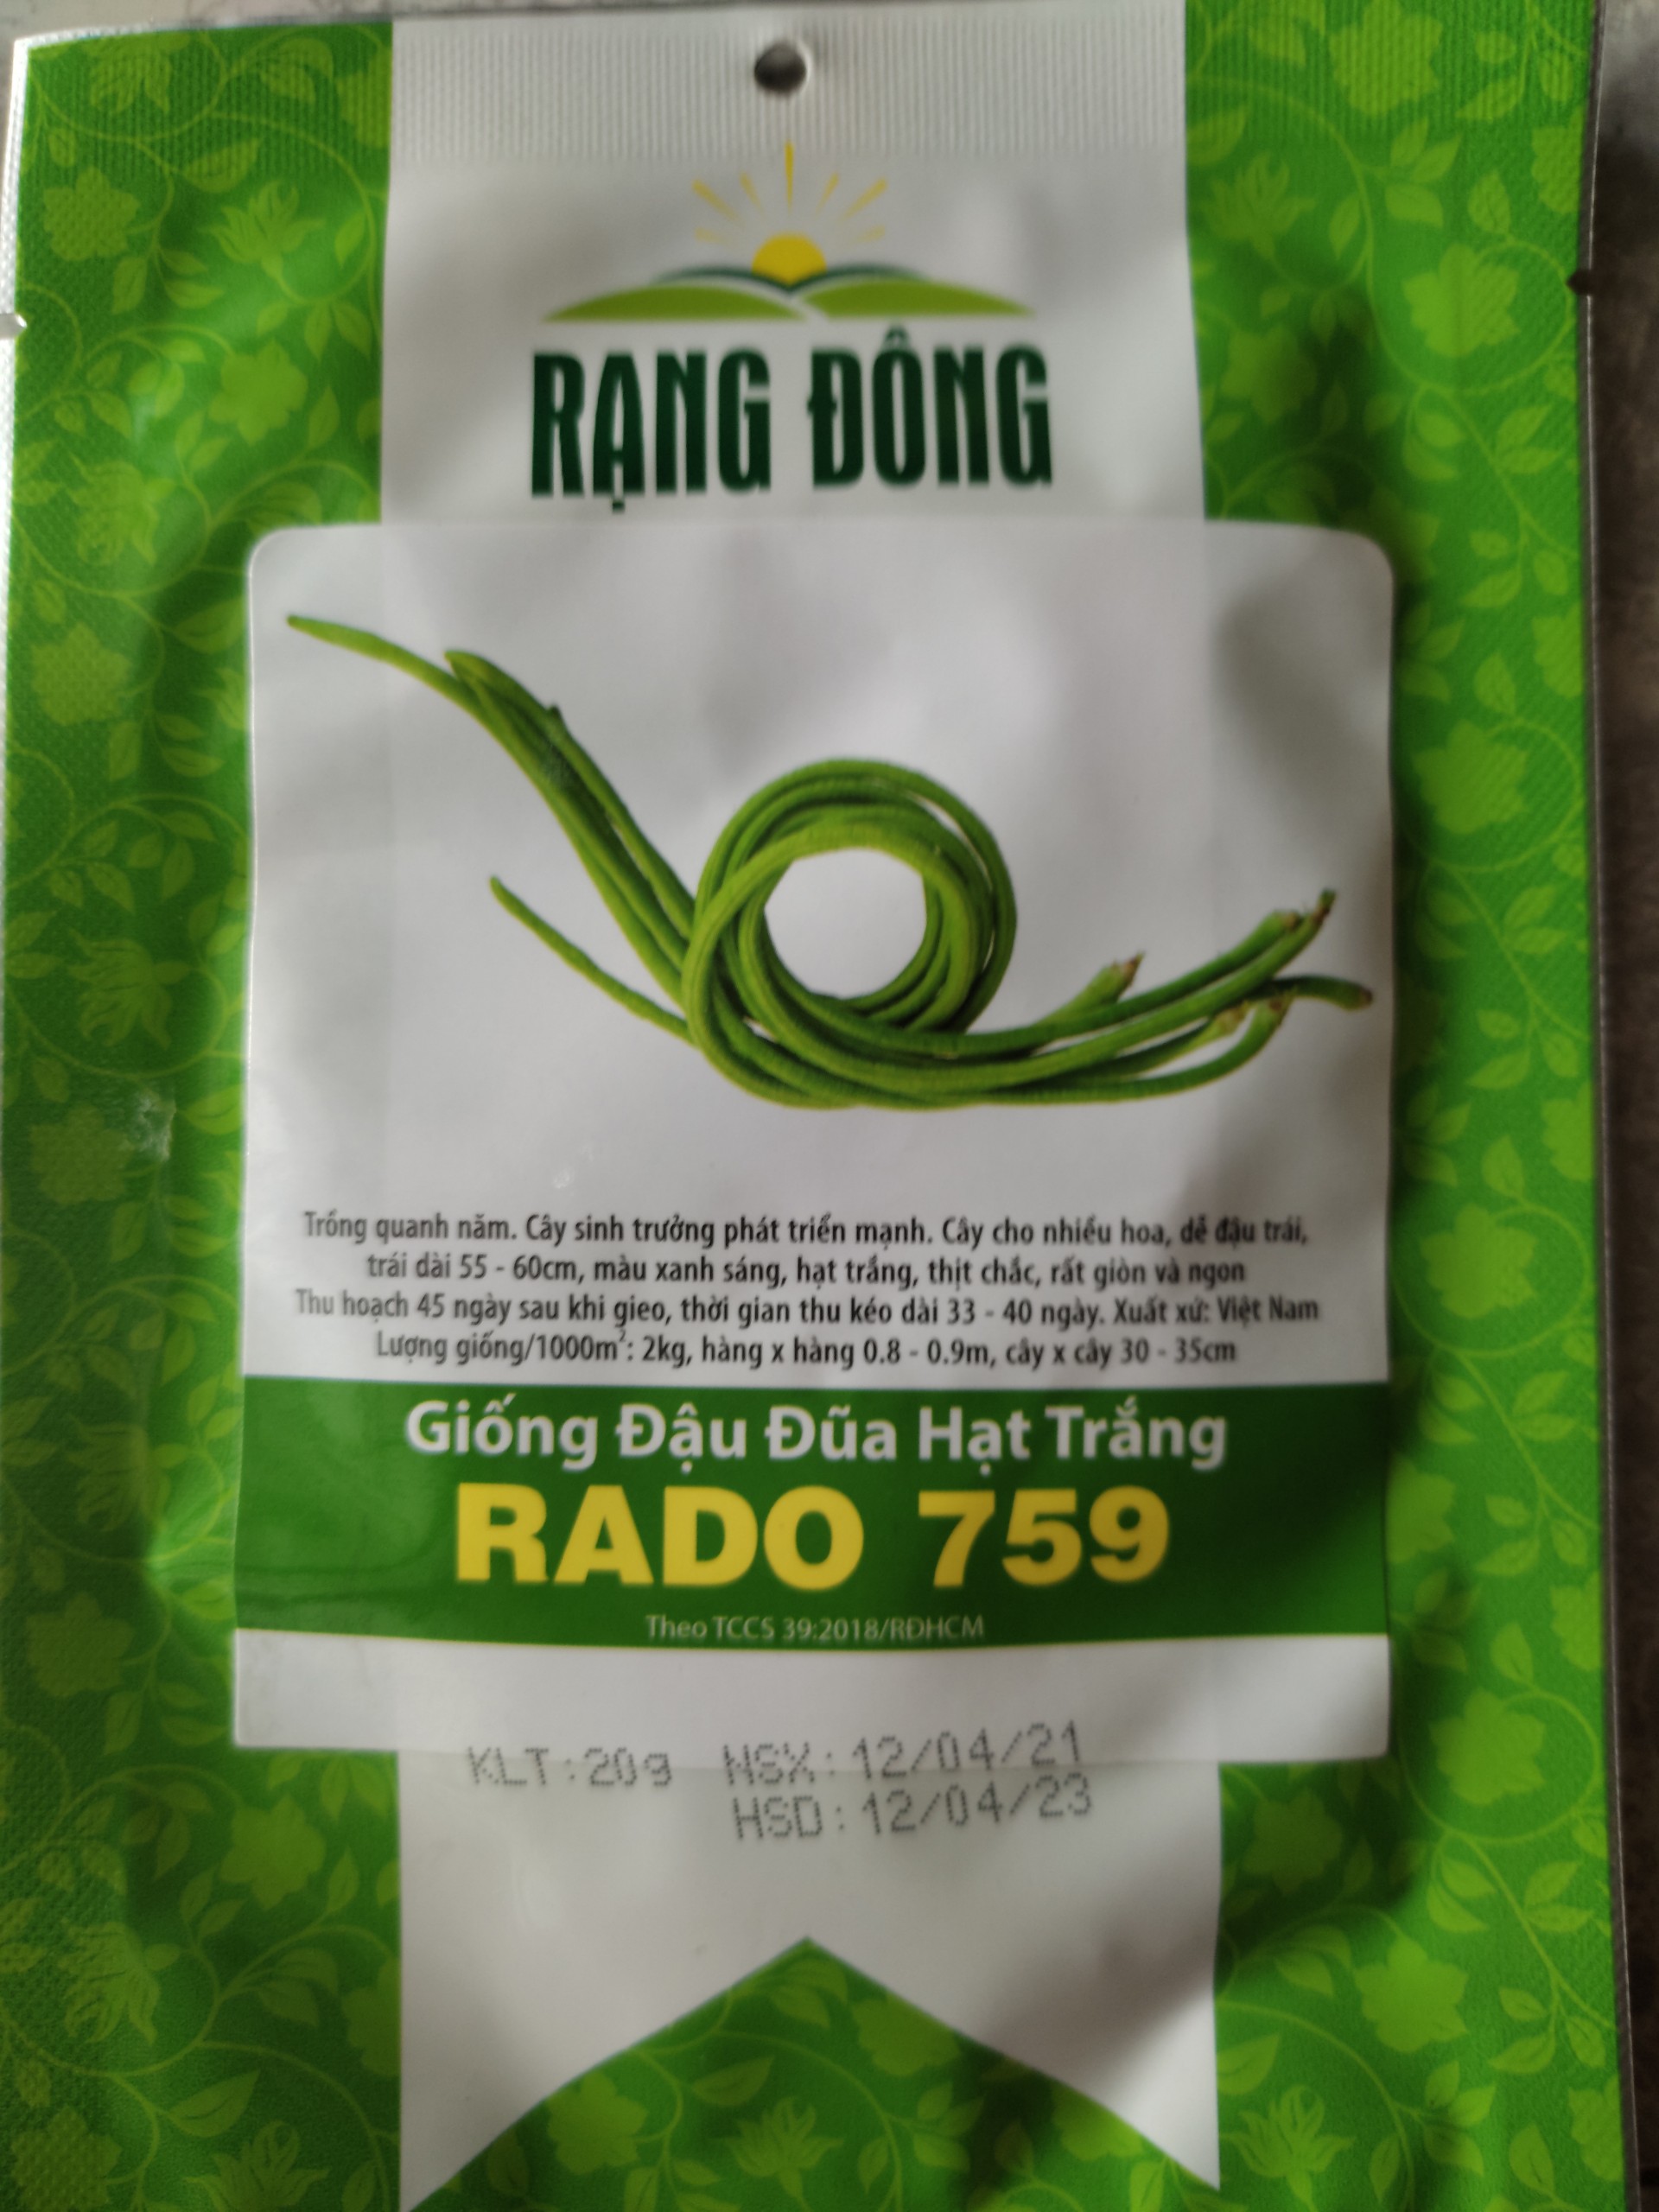 RẠNG ĐÔNG
Trồng quanh năm. Cây sinh trưởng phát triển mạnh. Cây cho nhiều hoa, dễ đậu trái,
trái dài 55 - 60cm, màu xanh sáng, hạt trắng, thịt chắc, rất giòn và ngon
Thu hoạch 45 ngày sau khi gieo, thời gian thu kéo dài 33 - 40 ngày. Xuất xứ: Việt Nam
Lượng giống/1000m²: 2kg, hàng x hàng 0.8 - 0.9m, cây x cây 30 - 35cm
Giống Đậu Đũa Hạt Trắng
RADO 759
Theo TCCS 39:2018/RĐHCM
KLT:20g NSX: 12/04/21
HSD: 12/04/23